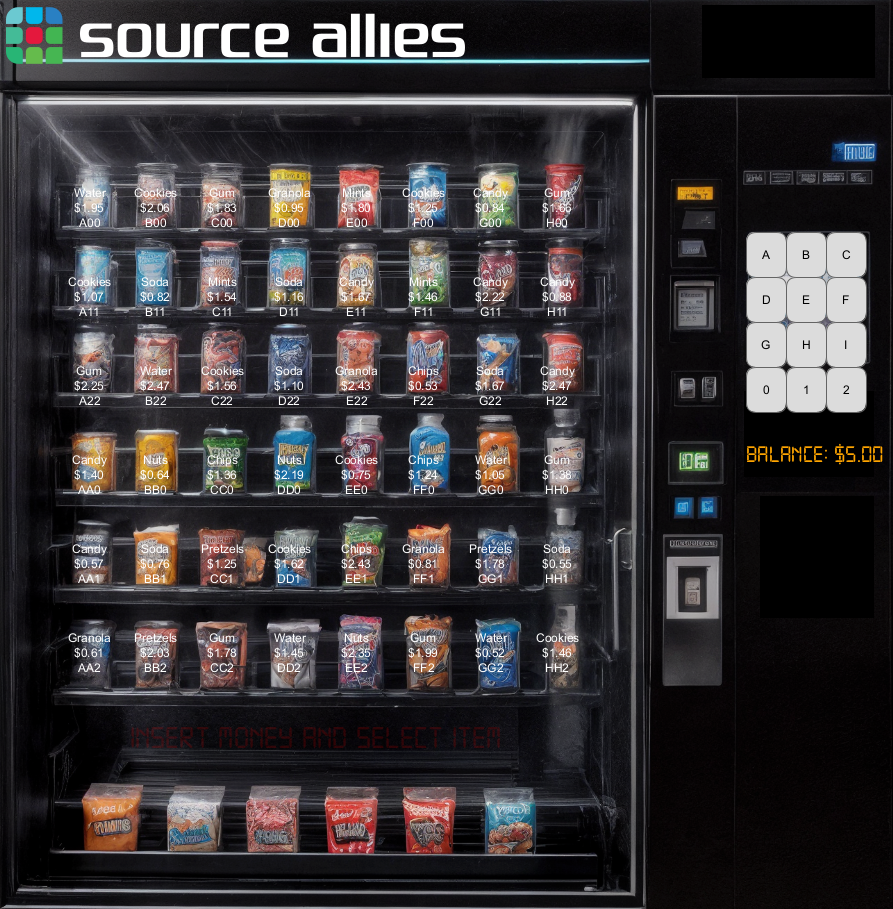 source allies
Water Cookies Gum Granola Mints Cookies Candy Gum
$1.95 $2.06 $1.83 $0.95 $1.80 $1.25 $0.84 $1.66
A00 B00 C00 D00 E00 F00 G00 H00
Cookies Soda Mints Soda Candy Mints Candy Candy
$1.07 $0.82 $1.54 $1.16 $1.67 $1.46 $2.22 $0.88
A11 B11 C11 D11 E11 F11 G11 H11
Gum Water Cookies Soda Granola Chips Soda Candy
$2.25 $2.47 $1.56 $1.10 $2.43 $0.53 $1.67 $2.47
A22 B22 C22 D22 E22 F22 G22 H22
Candy Nuts Chips Nuts Cookies Chips Water Gum
$1.40 $0.64 $1.36 $2.19 $0.75 $1.24 $1.05 $1.38
AA0 BB0 CC0 DD0 EE0 FF0 GG0 HH0
Candy Soda Pretzels Cookies Chips Granola Pretzels Soda
$0.57 $0.76 $1.25 $1.62 $2.43 $0.81 $1.78 $0.55
AA1 BB1 CC1 DD1 EE1 FF1 GG1 HH1
Granola Pretzels Gum Water Nuts Gum Water Cookies
$0.61 $2.03 $1.78 $1.45 $2.35 $1.99 $0.52 $1.46
AA2 BB2 CC2 DD2 EE2 FF2 GG2 HH2
INSERT MONEY AND SELECT ITEM
A B C
D E F
G H I
0 1 2
BALANCE: $5.00